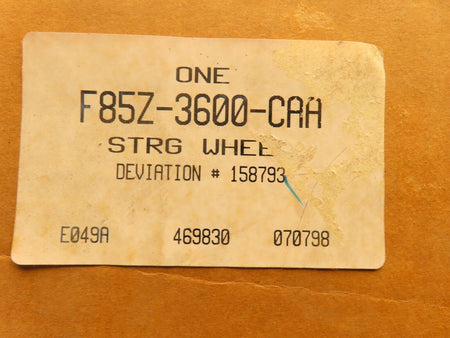 ONE
F85Z-3600-CAA
STRG WHEE
DEVIATION # 158793
E049A 469830 070798